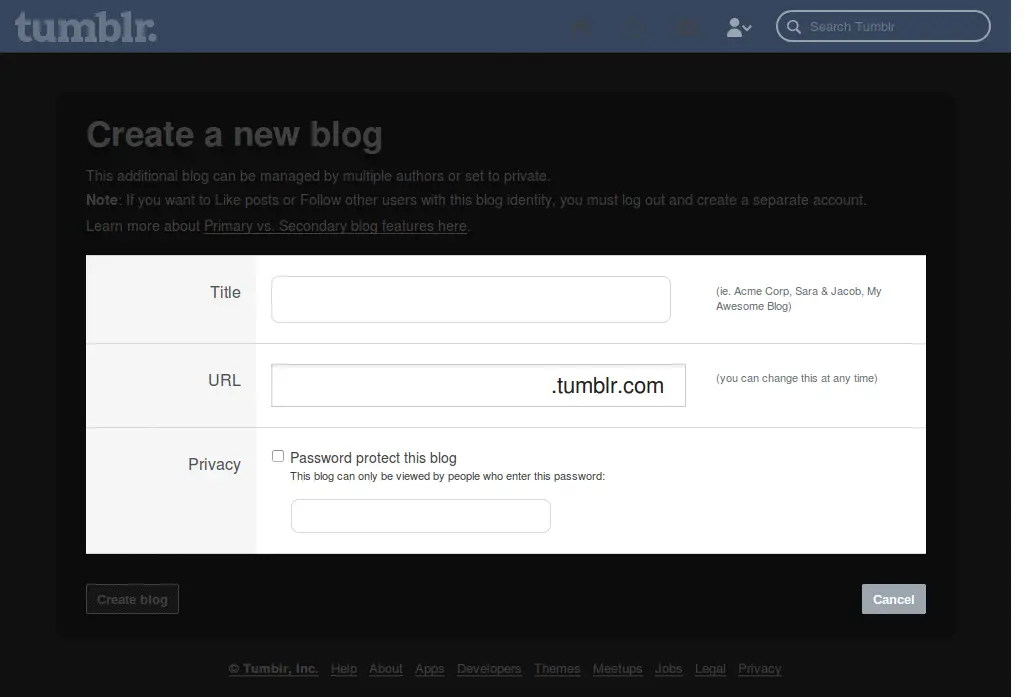 tumblr.
Search Tumblr
Create a new blog
This additional blog can be managed by multiple authors or set to private.
Note: If you want to Like posts or Follow other users with this blog identity, you must log out and create a separate account.
Learn more about Primary vs. Secondary blog features here.
Title
(ie. Acme Corp, Sara & Jacob, My
Awesome Blog)
URL
.tumblr.com
(you can change this at any time)
Privacy
Password protect this blog
This blog can only be viewed by people who enter this password:
Create blog
Cancel
© Tumblr, Inc. Help About Apps Developers Themes Meetups Jobs Legal Privacy